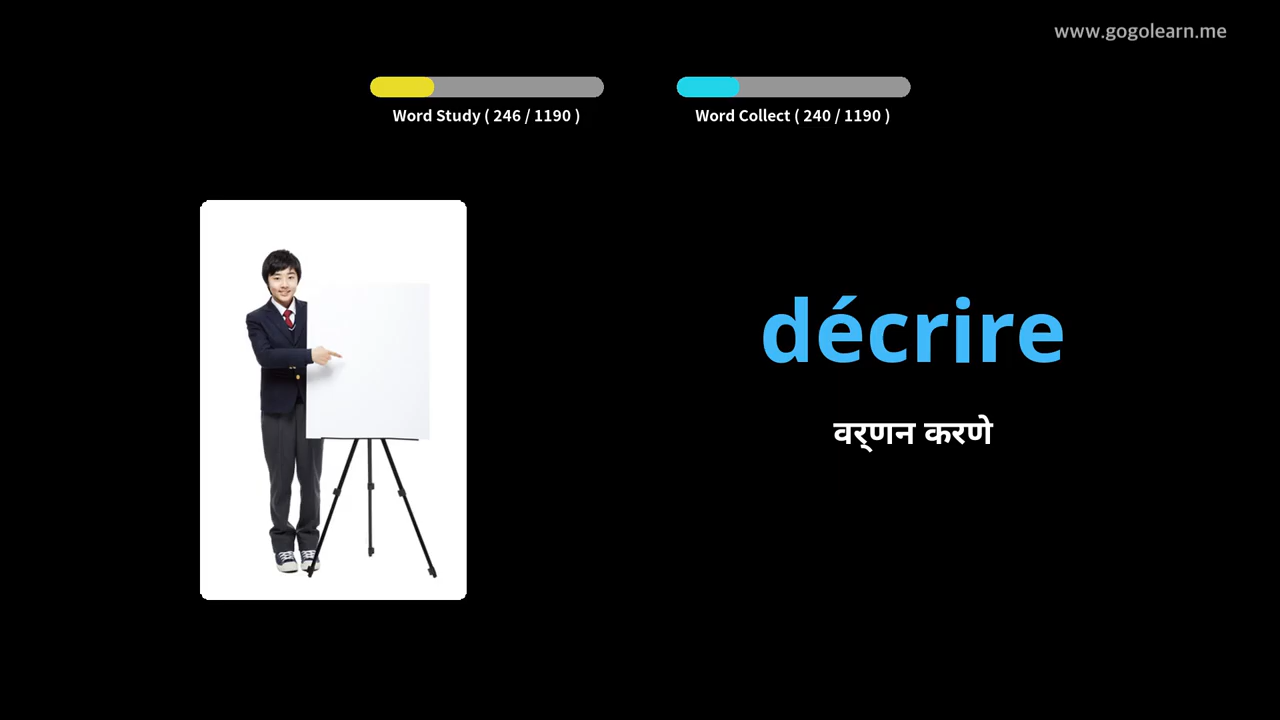 www.gogolearn.me
Word Study ( 246 / 1190 )
Word Collect ( 240 / 1190 )
décrire
वर्णन करणे